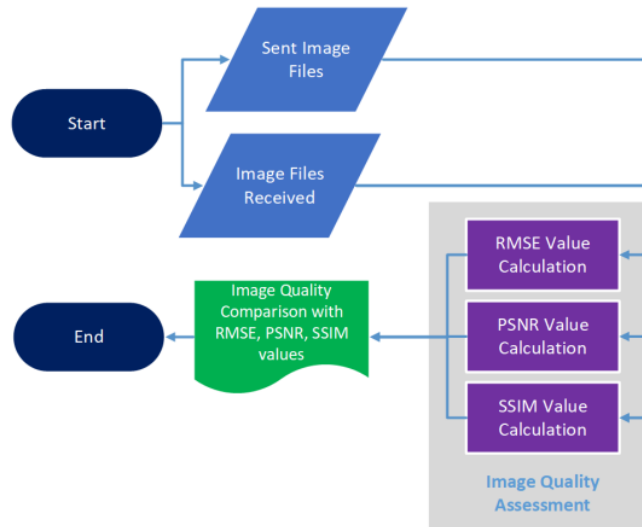 Sent Image
Files
Start
Image Files
Received
RMSE Value
Calculation
Image Quality
Comparison with
RMSE, PSNR, SSIM
values
End
PSNR Value
Calculation
SSIM Value
Calculation
Image Quality
Assessment